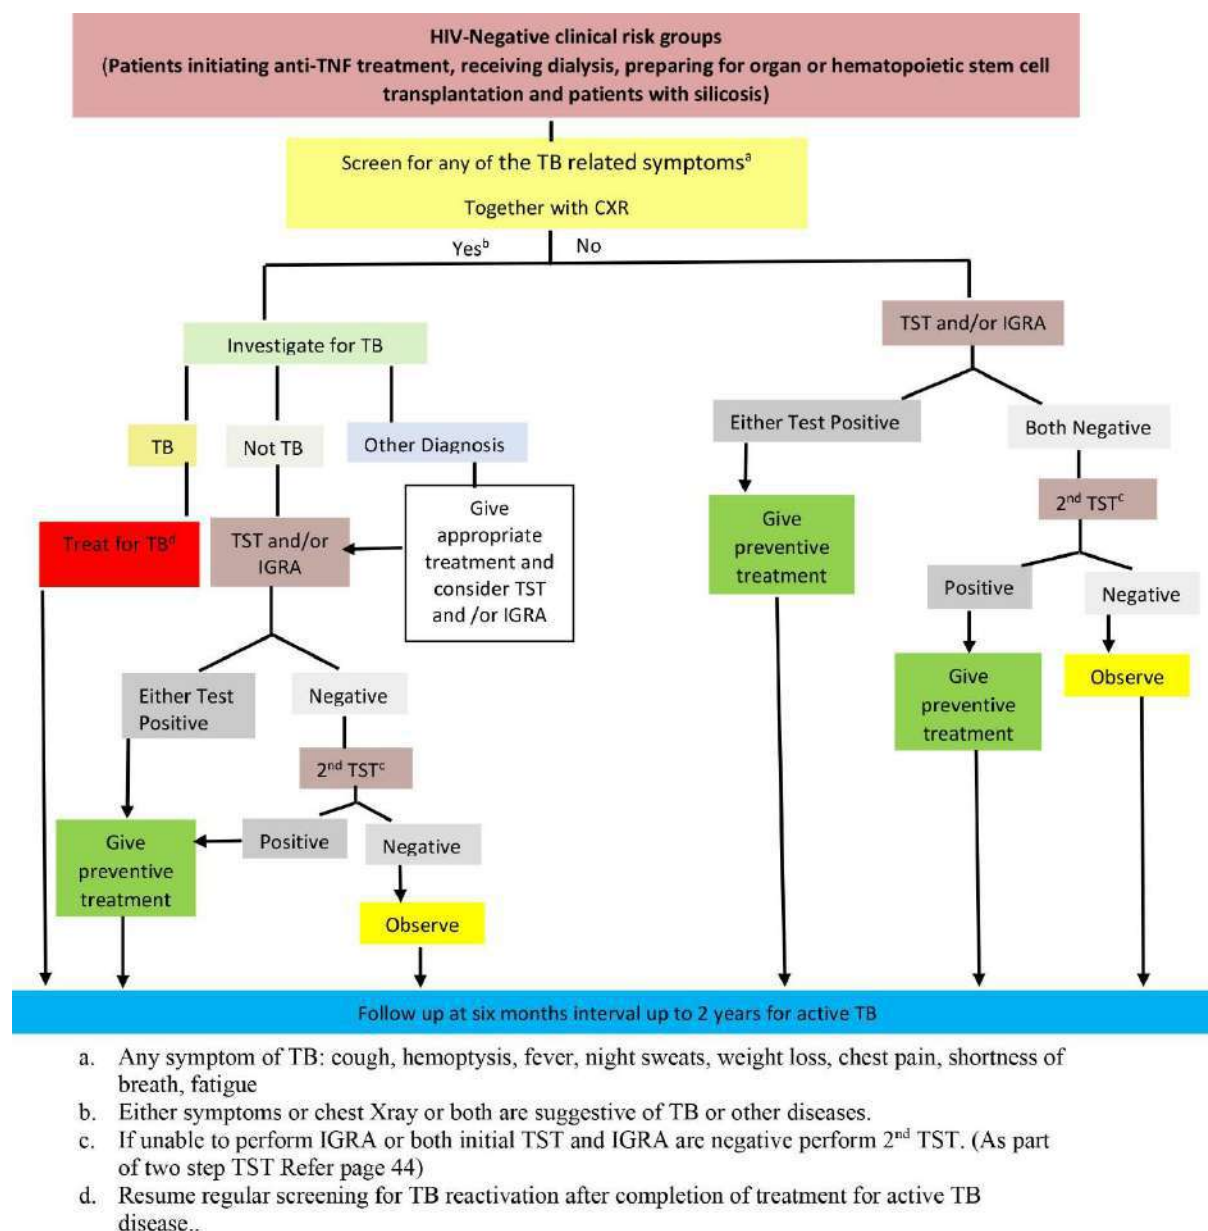 HIV-Negative clinical risk groups
(Patients initiating anti-TNF treatment, receiving dialysis, preparing for organ or hematopoietic stem cell
transplantation and patients with silicosis)
Screen for any of the TB related symptomsᵃ
Together with CXR
Yesᵇ
No
Investigate for TB
TB
Not TB
Other Diagnosis
Treat for TBᵈ
TST and/or
IGRA
Give
appropriate
treatment and
consider TST
and /or IGRA
Either Test
Positive
Negative
2ⁿᵈ TSTᶜ
Give
preventive
treatment
Positive
Negative
Observe
TST and/or IGRA
Either Test Positive
Both Negative
Give
preventive
treatment
2ⁿᵈ TSTᶜ
Positive
Negative
Give
preventive
treatment
Observe
Follow up at six months interval up to 2 years for active TB
a. Any symptom of TB: cough, hemoptysis, fever, night sweats, weight loss, chest pain, shortness of
breath, fatigue
b. Either symptoms or chest Xray or both are suggestive of TB or other diseases.
c. If unable to perform IGRA or both initial TST and IGRA are negative perform 2ⁿᵈ TST. (As part
of two step TST Refer page 44)
d. Resume regular screening for TB reactivation after completion of treatment for active TB
disease..